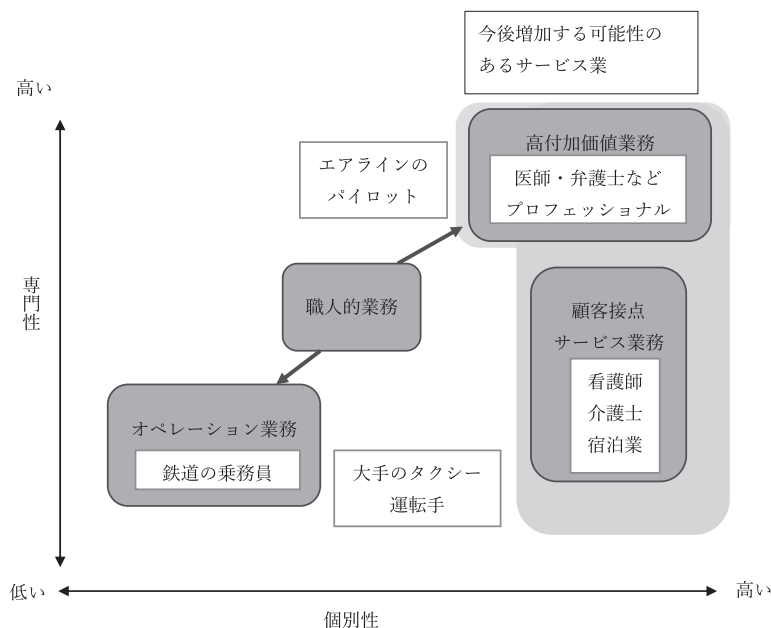 今後増加する可能性の
あるサービス業
高い
高付加価値業務
医師・弁護士など
プロフェッショナル
エアラインの
パイロット
専門性
職人的業務
顧客接点
サービス業務
看護師
介護士
宿泊業
オペレーション業務
鉄道の乗務員
大手のタクシー
運転手
低い
高い
個別性